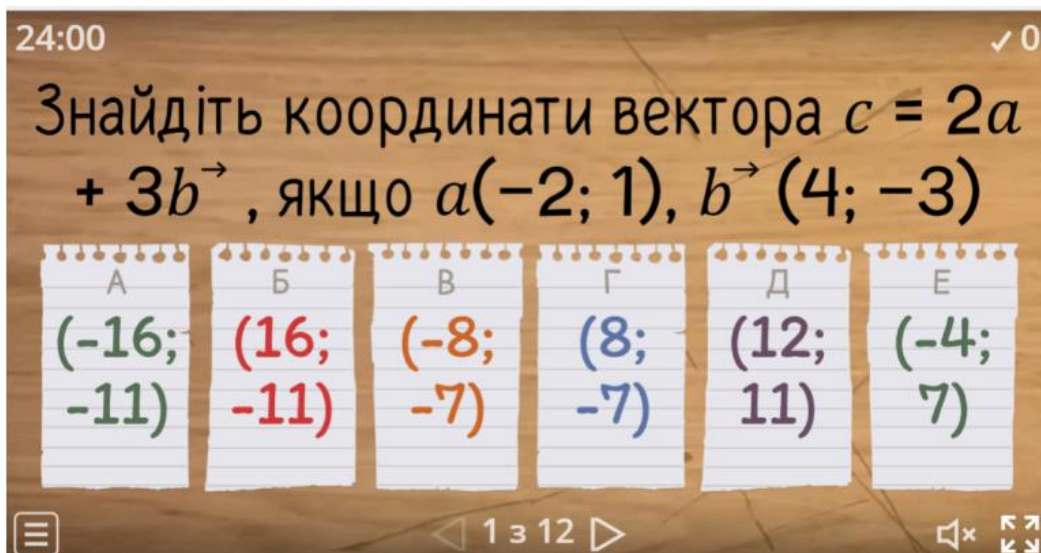 24:00
✓ 0
Знайдіть координати вектора c = 2a
+ 3b→ , якщо a(−2; 1), b→ (4; −3)
А
(-16;
-11)
Б
(16;
-11)
В
(-8;
-7)
Г
(8;
-7)
Д
(12;
11)
Е
(-4;
7)
1 з 12